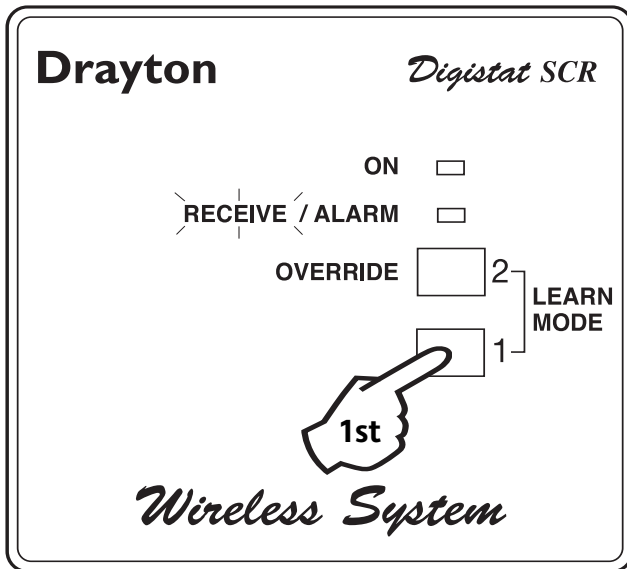 Drayton Digistat SCR
ON
RECEIVE / ALARM
OVERRIDE 2
LEARN
MODE
1
1st
Wireless System